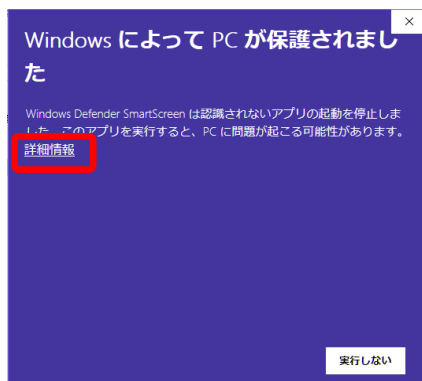 Windows によって PC が保護されまし
た
Windows Defender SmartScreen は認識されないアプリの起動を停止しま
した。このアプリを実行すると、PC に問題が起こる可能性があります。
詳細情報
実行しない